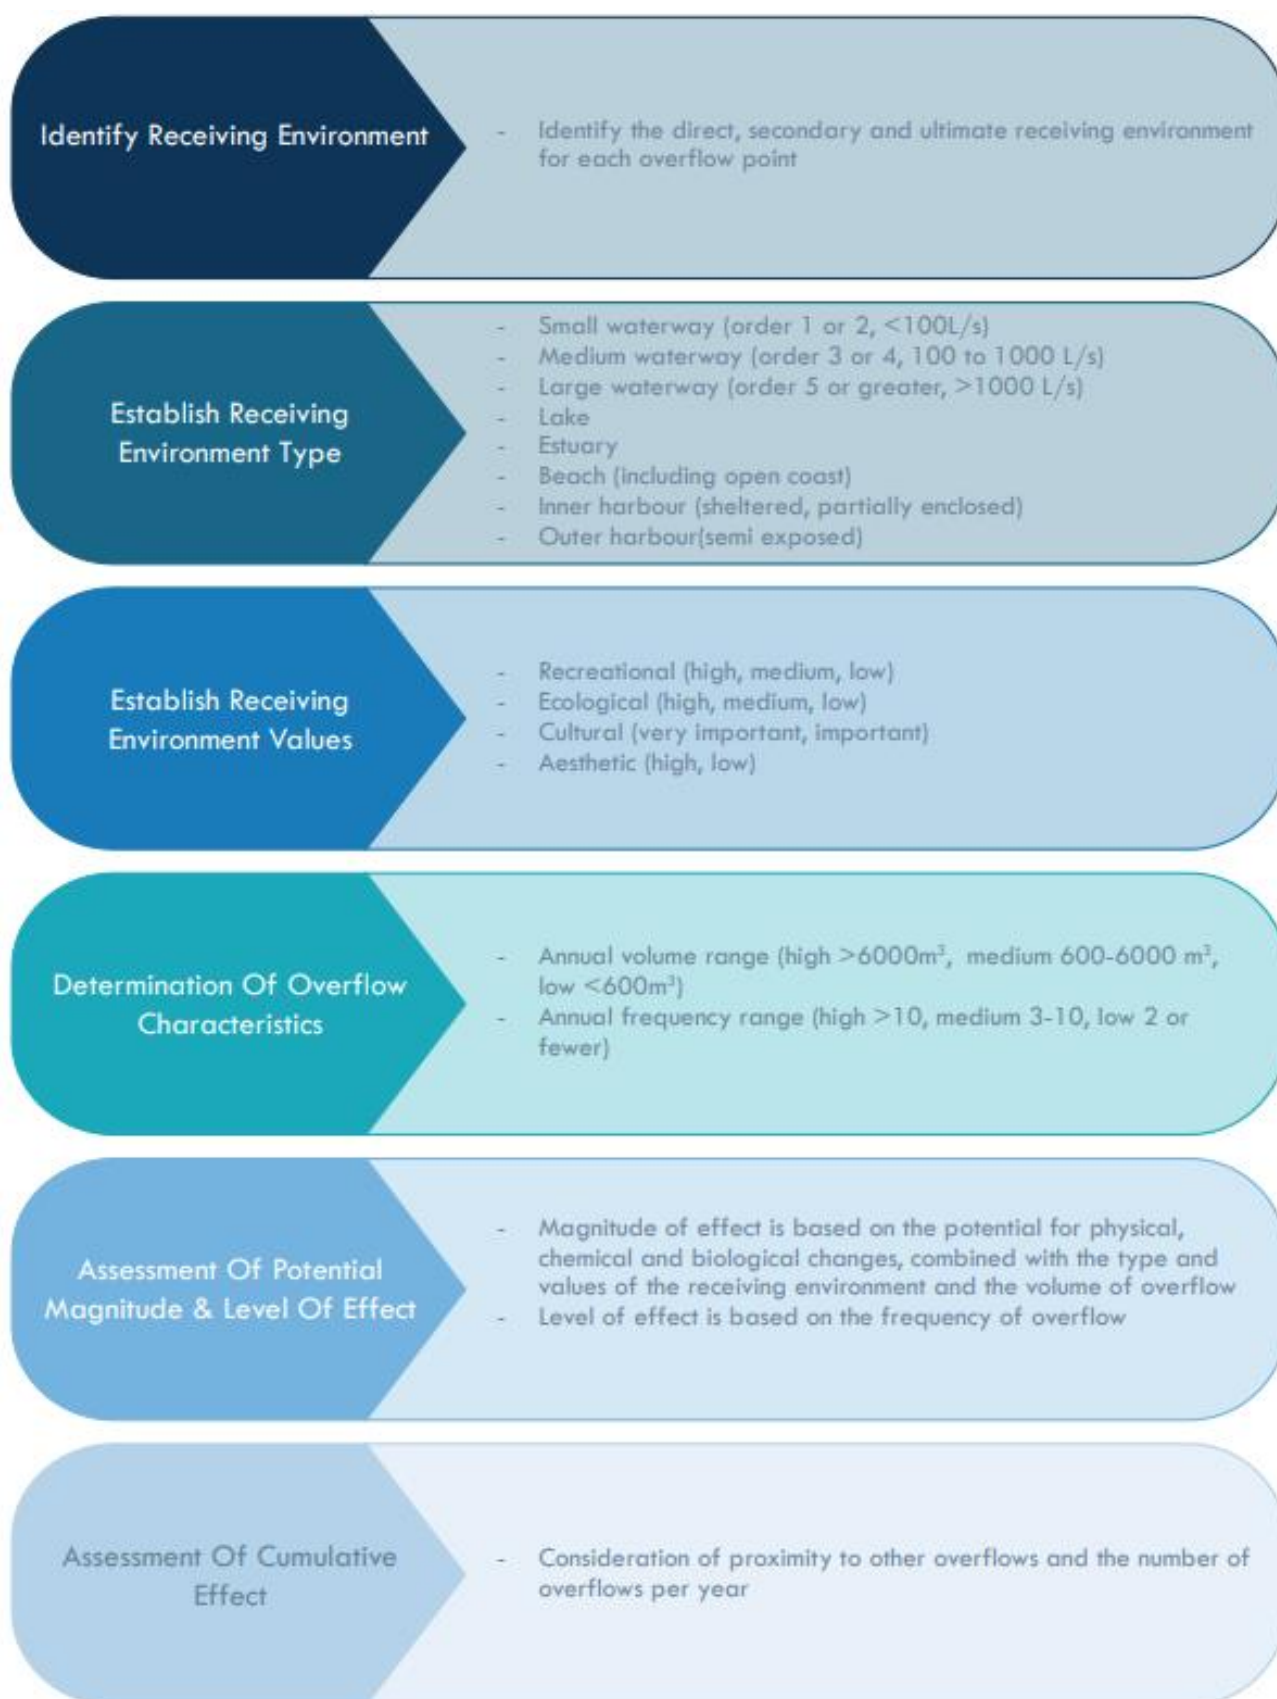 Identify Receiving Environment
- Identify the direct, secondary and ultimate receiving environment
for each overflow point
Establish Receiving
Environment Type
- Small waterway (order 1 or 2, <100L/s)
- Medium waterway (order 3 or 4, 100 to 1000 L/s)
- Large waterway (order 5 or greater, >1000 L/s)
- Lake
- Estuary
- Beach (including open coast)
- Inner harbour (sheltered, partially enclosed)
- Outer harbour(semi exposed)
Establish Receiving
Environment Values
- Recreational (high, medium, low)
- Ecological (high, medium, low)
- Cultural (very important, important)
- Aesthetic (high, low)
Determination Of Overflow
Characteristics
- Annual volume range (high >6000m³, medium 600-6000 m³,
low <600m³)
- Annual frequency range (high >10, medium 3-10, low 2 or
fewer)
Assessment Of Potential
Magnitude & Level Of Effect
- Magnitude of effect is based on the potential for physical,
chemical and biological changes, combined with the type and
values of the receiving environment and the volume of overflow
- Level of effect is based on the frequency of overflow
Assessment Of Cumulative
Effect
- Consideration of proximity to other overflows and the number of
overflows per year